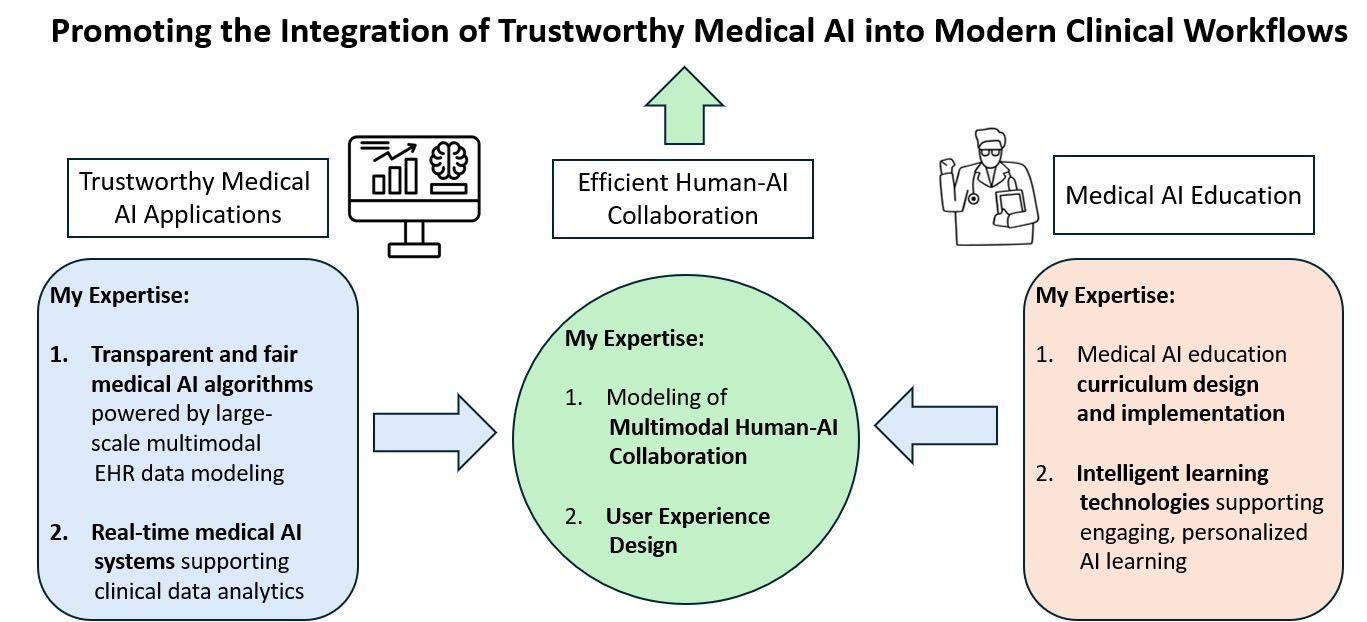 Promoting the Integration of Trustworthy Medical AI into Modern Clinical Workflows
Trustworthy Medical
AI Applications
My Expertise:
1. Transparent and fair
medical AI algorithms
powered by large-
scale multimodal
EHR data modeling
2. Real-time medical AI
systems supporting
clinical data analytics
Efficient Human-AI
Collaboration
My Expertise:
1. Modeling of
Multimodal Human-AI
Collaboration
2. User Experience
Design
Medical AI Education
My Expertise:
1. Medical AI education
curriculum design
and implementation
2. Intelligent learning
technologies supporting
engaging, personalized
AI learning